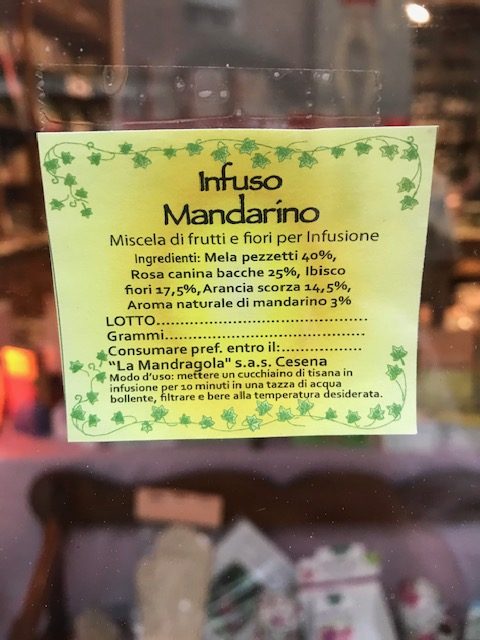 Infuso
Mandarino
Miscela di frutti e fiori per Infusione
Ingredienti: Mela pezzetti 40%,
Rosa canina bacche 25%, Ibisco
fiori 17,5%, Arancia scorza 14,5%,
Aroma naturale di mandarino 3%
LOTTO......................................
Grammi.....................................
Consumare pref. entro il:...............
"La Mandragola" s.a.s. Cesena
Modo d'uso: mettere un cucchiaino di tisana in
infusione per 10 minuti in una tazza di acqua
bollente, filtrare e bere alla temperatura desiderata.